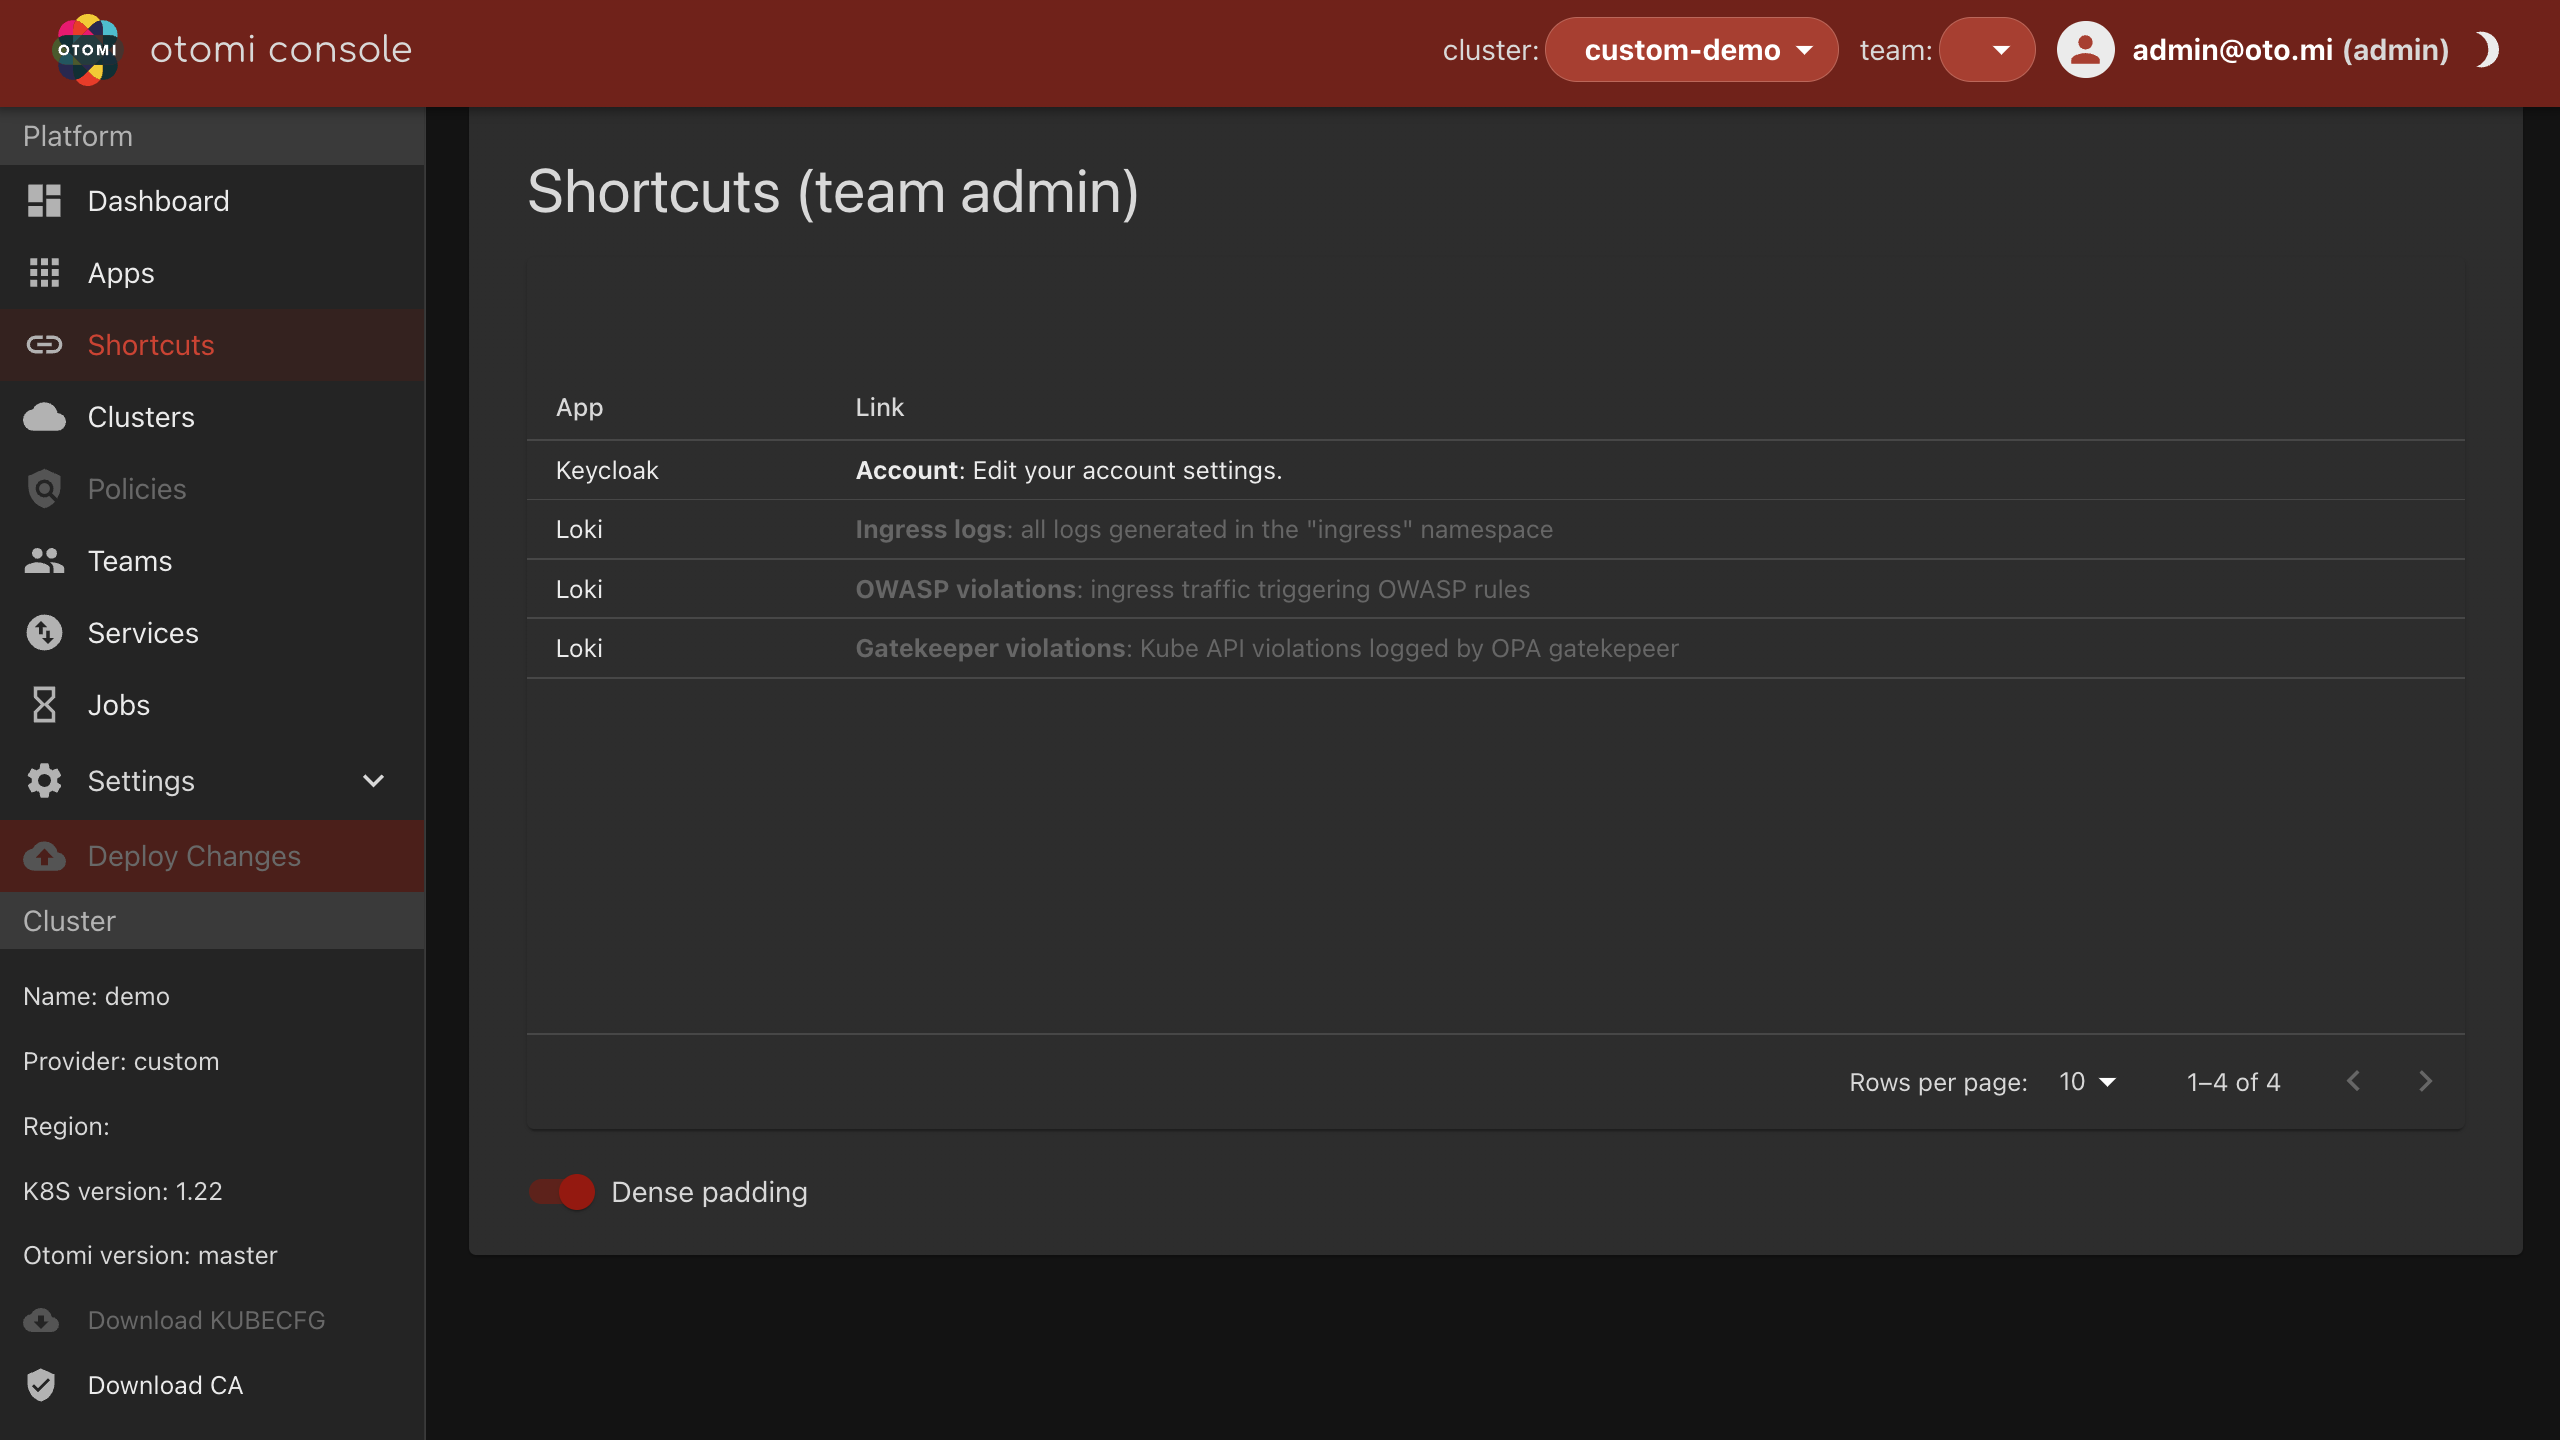 OTOMI otomi console cluster: custom-demo team: admin@oto.mi (admin)
Platform
Dashboard
Apps
Shortcuts
Clusters
Policies
Teams
Services
Jobs
Settings
Deploy Changes
Cluster
Name: demo
Provider: custom
Region:
K8S version: 1.22
Otomi version: master
Download KUBECFG
Download CA
Shortcuts (team admin)
App Link
Keycloak Account: Edit your account settings.
Loki Ingress logs: all logs generated in the "ingress" namespace
Loki OWASP violations: ingress traffic triggering OWASP rules
Loki Gatekeeper violations: Kube API violations logged by OPA gatekepeer
Rows per page: 10 1–4 of 4
Dense padding